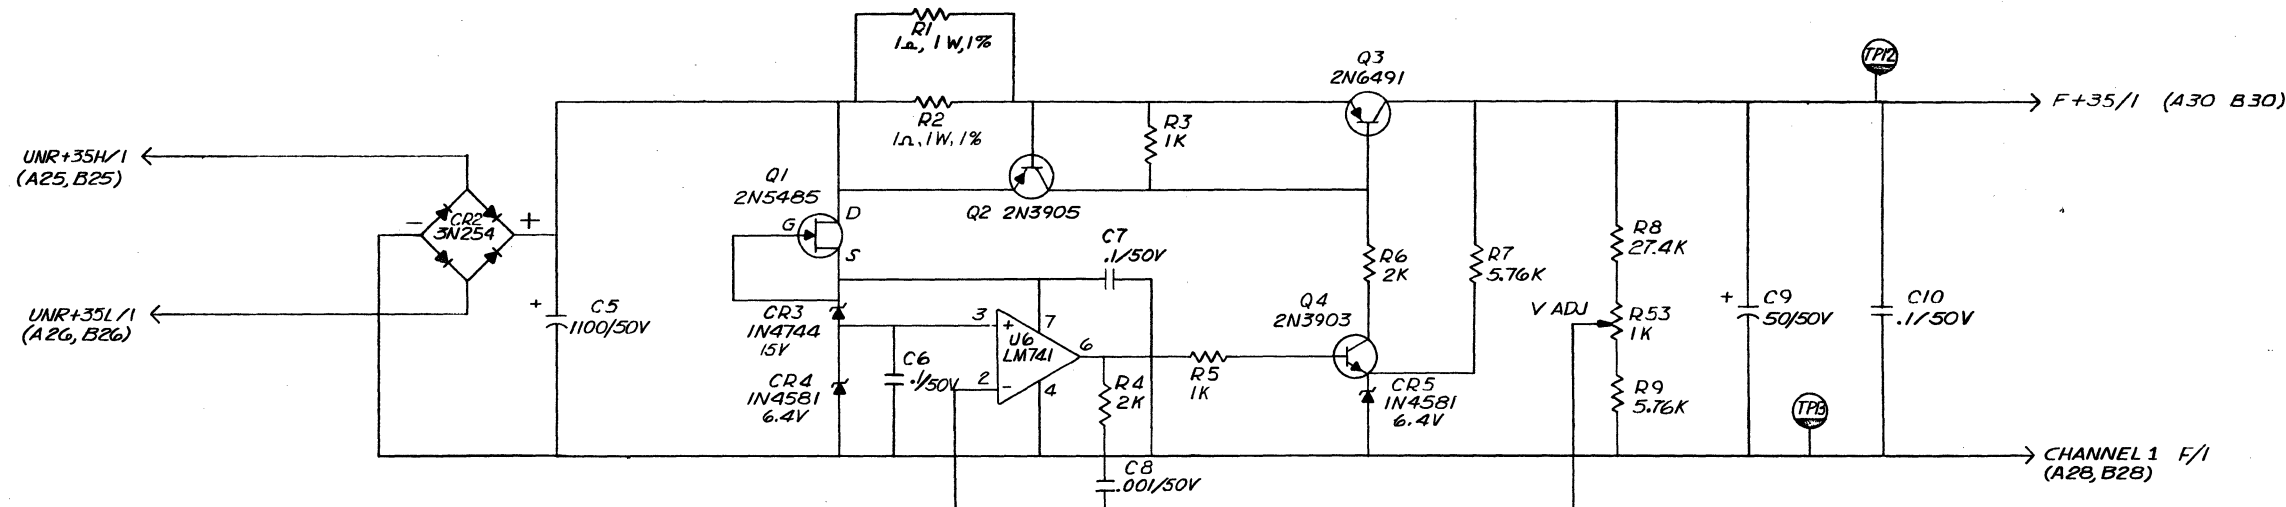 R1
1Ω, 1W, 1%
Q3
2N6491
TP12
F+35/1 (A30 B30)
R2
1Ω, 1W, 1%
R3
1K
UNR+35H/1
(A25, B25)
Q1
2N5485
D
G
S
Q2 2N3905
-
CR2
3N254
+
C7
.1/50V
R6
2K
R7
5.76K
R8
27.4K
UNR+35L/1
(A26, B26)
+
C5
1100/50V
CR3
1N4744
15V
3
+
7
U6
LM741
6
2
-
4
Q4
2N3903
V ADJ
R53
1K
+
C9
50/50V
C10
.1/50V
C6
.1/50V
CR4
1N4581
6.4V
R4
2K
R5
1K
CR5
1N4581
6.4V
R9
5.76K
TP13
C8
.001/50V
CHANNEL 1 F/1
(A28, B28)